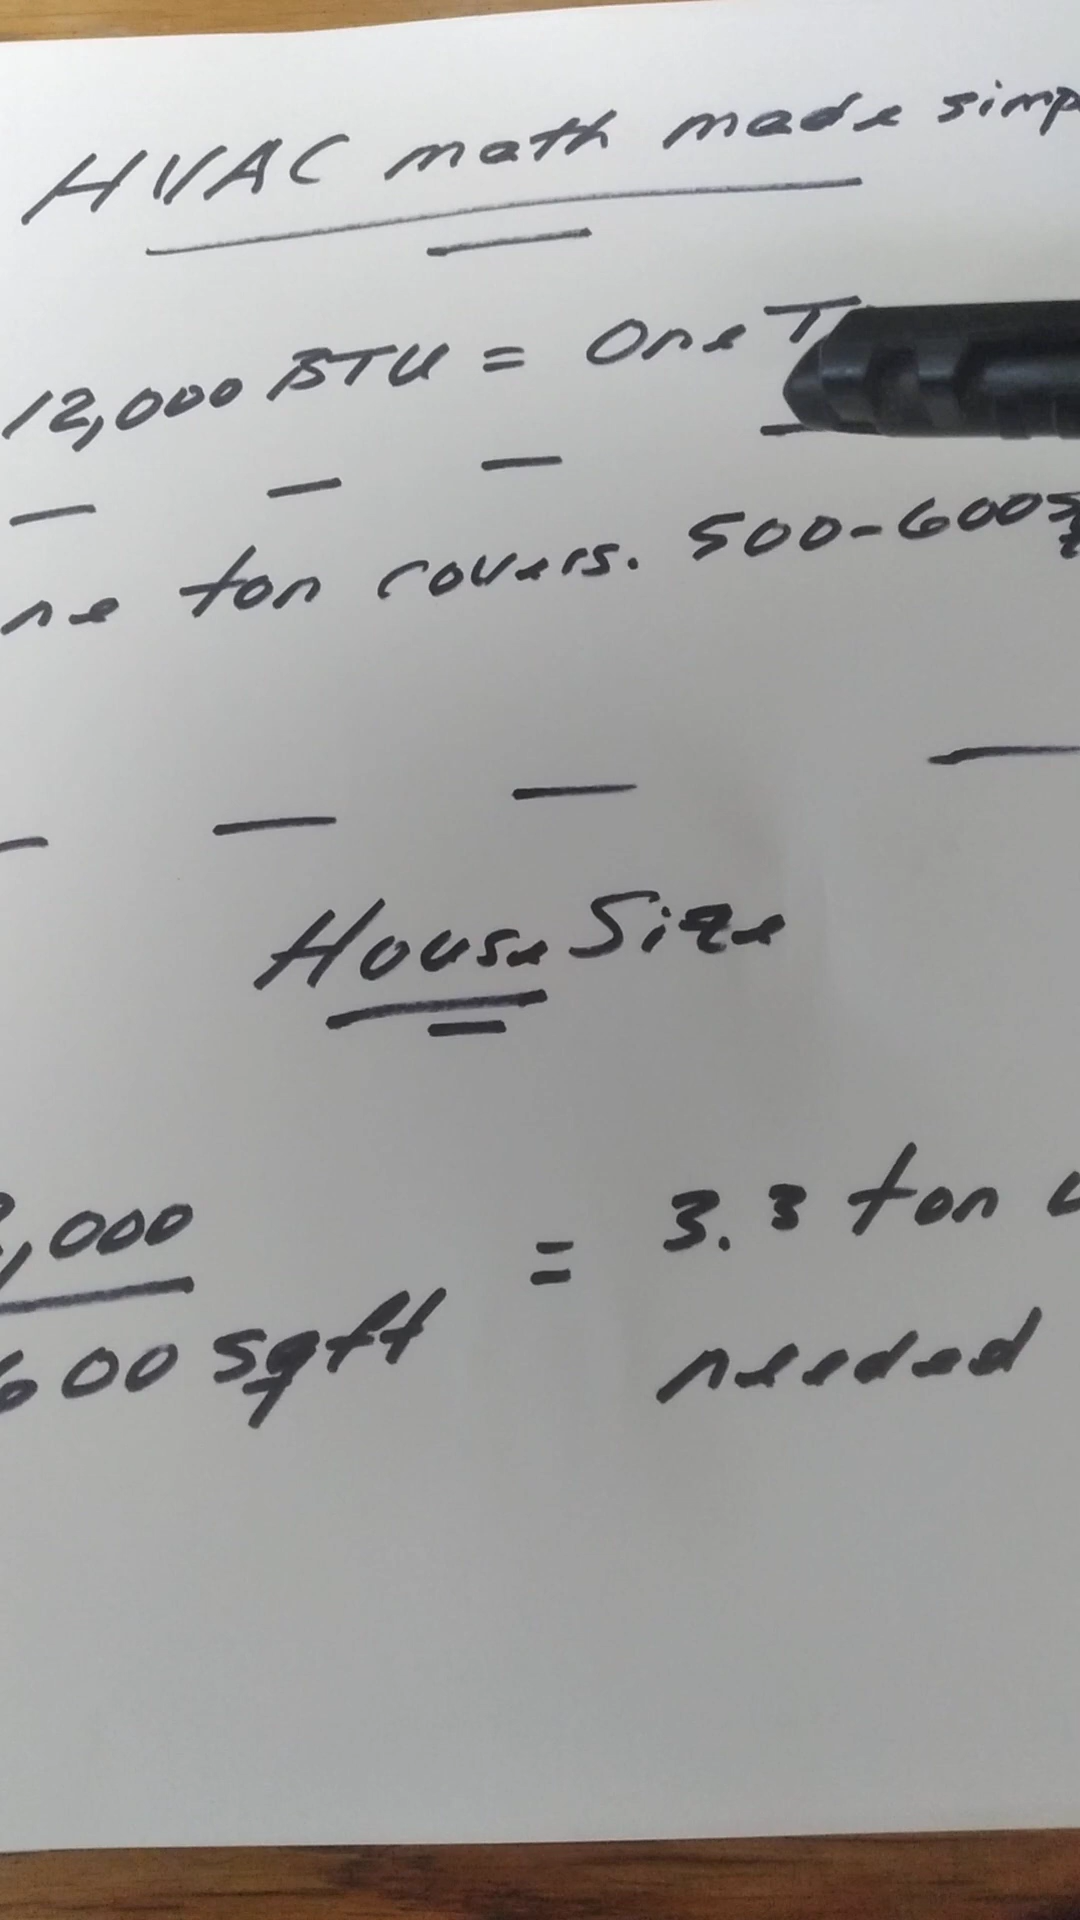 HVAC math made simp
12,000 BTU = One T
ne ton covers. 500-600s
House Size
,000
600 sqft
= 3.3 ton
needed